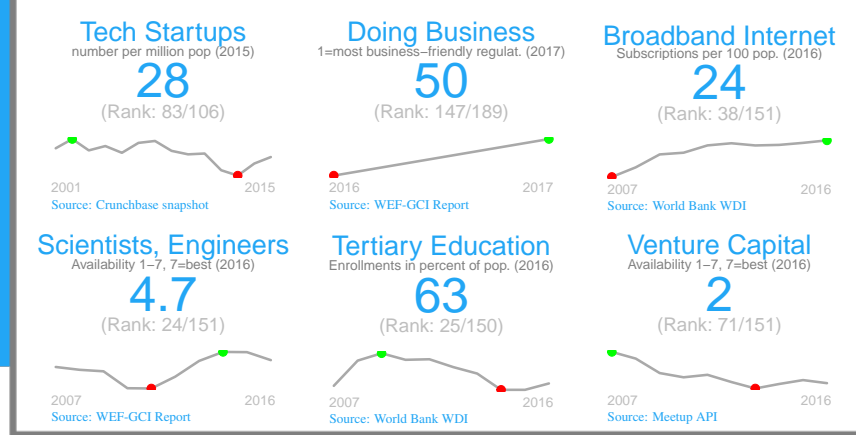 Tech Startups
number per million pop (2015)
28
(Rank: 83/106)
2001 2015
Source: Crunchbase snapshot
Doing Business
1=most business−friendly regulat. (2017)
50
(Rank: 147/189)
2016 2017
Source: WEF-GCI Report
Broadband Internet
Subscriptions per 100 pop. (2016)
24
(Rank: 38/151)
2007 2016
Source: World Bank WDI
Scientists, Engineers
Availability 1−7, 7=best (2016)
4.7
(Rank: 24/151)
2007 2016
Source: WEF-GCI Report
Tertiary Education
Enrollments in percent of pop. (2016)
63
(Rank: 25/150)
2007 2016
Source: World Bank WDI
Venture Capital
Availability 1−7, 7=best (2016)
2
(Rank: 71/151)
2007 2016
Source: Meetup API